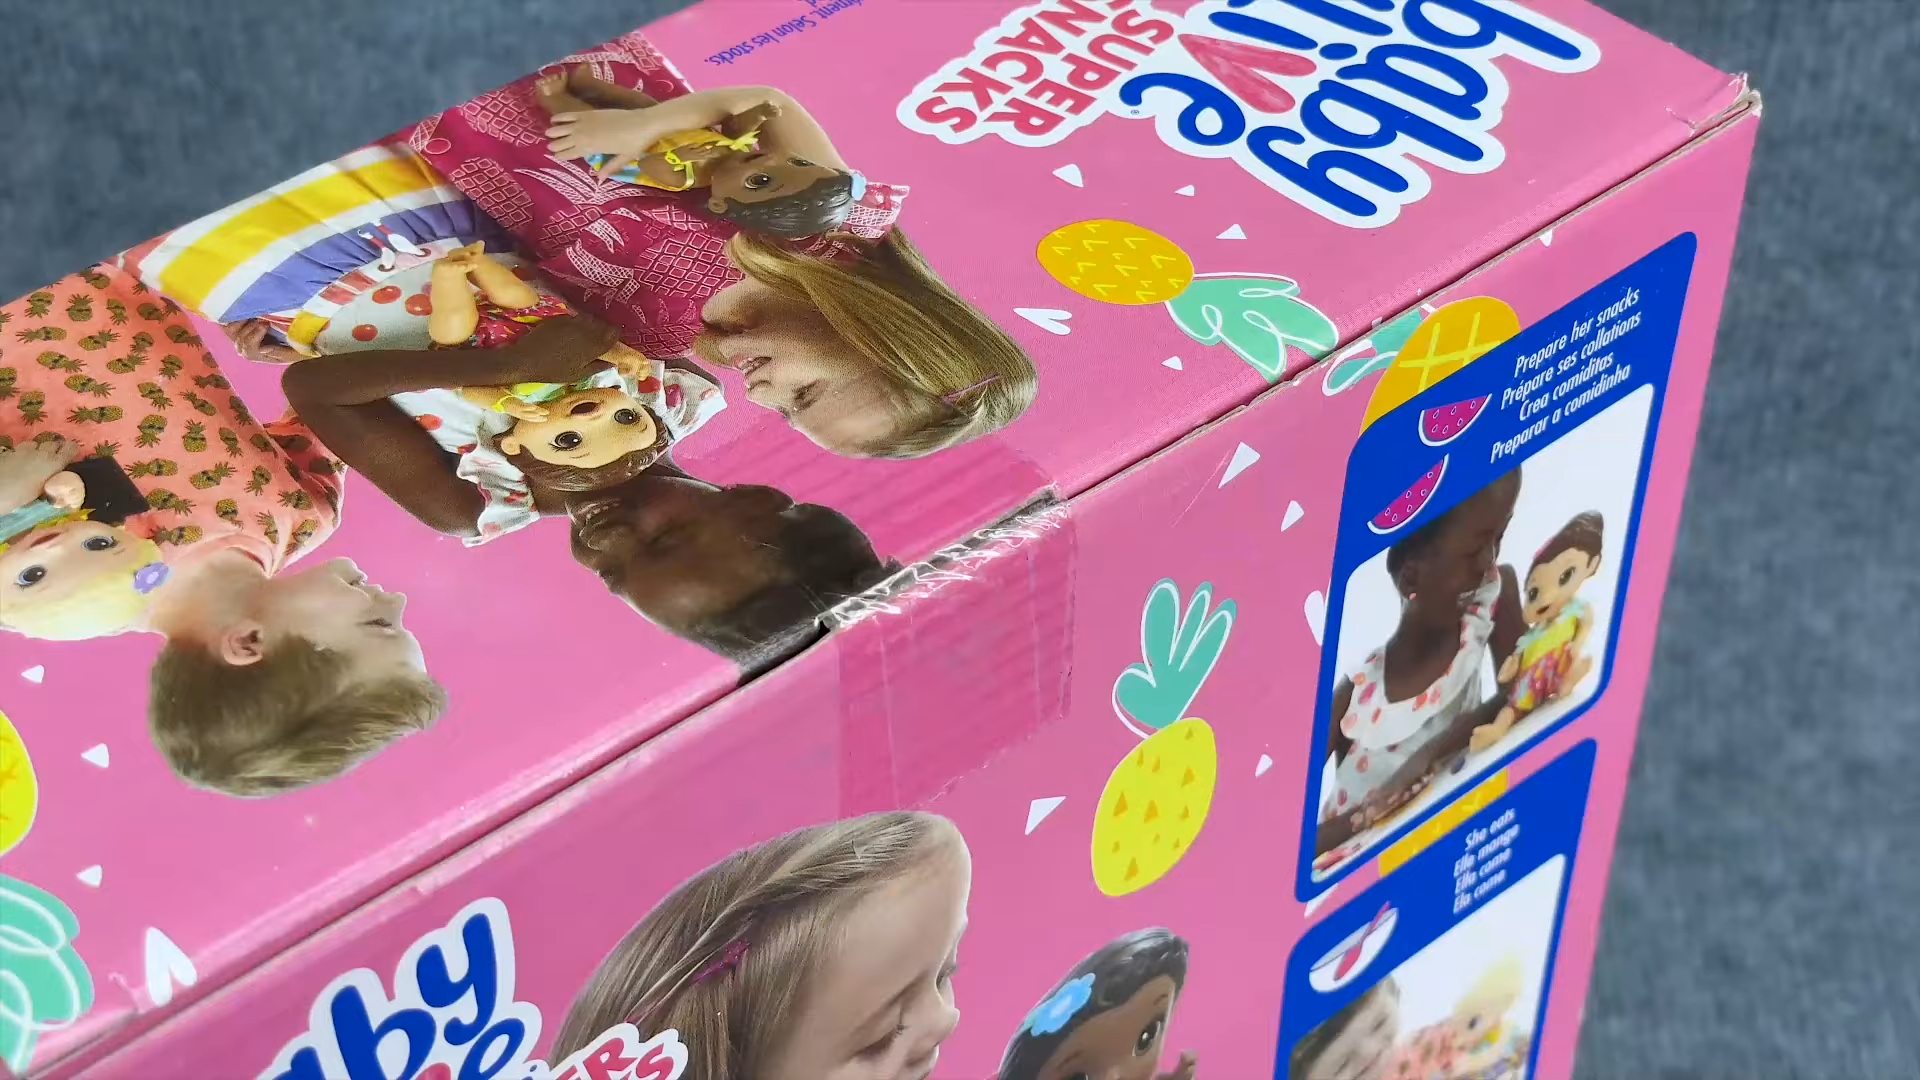 baby
alive
SUPER
SNACKS
Selon les stocks.
Prepare her snacks
Prépare ses collations
Crea comiditas
Preparar a comidinha
She eats
Elle mange
Ella come
Ela come